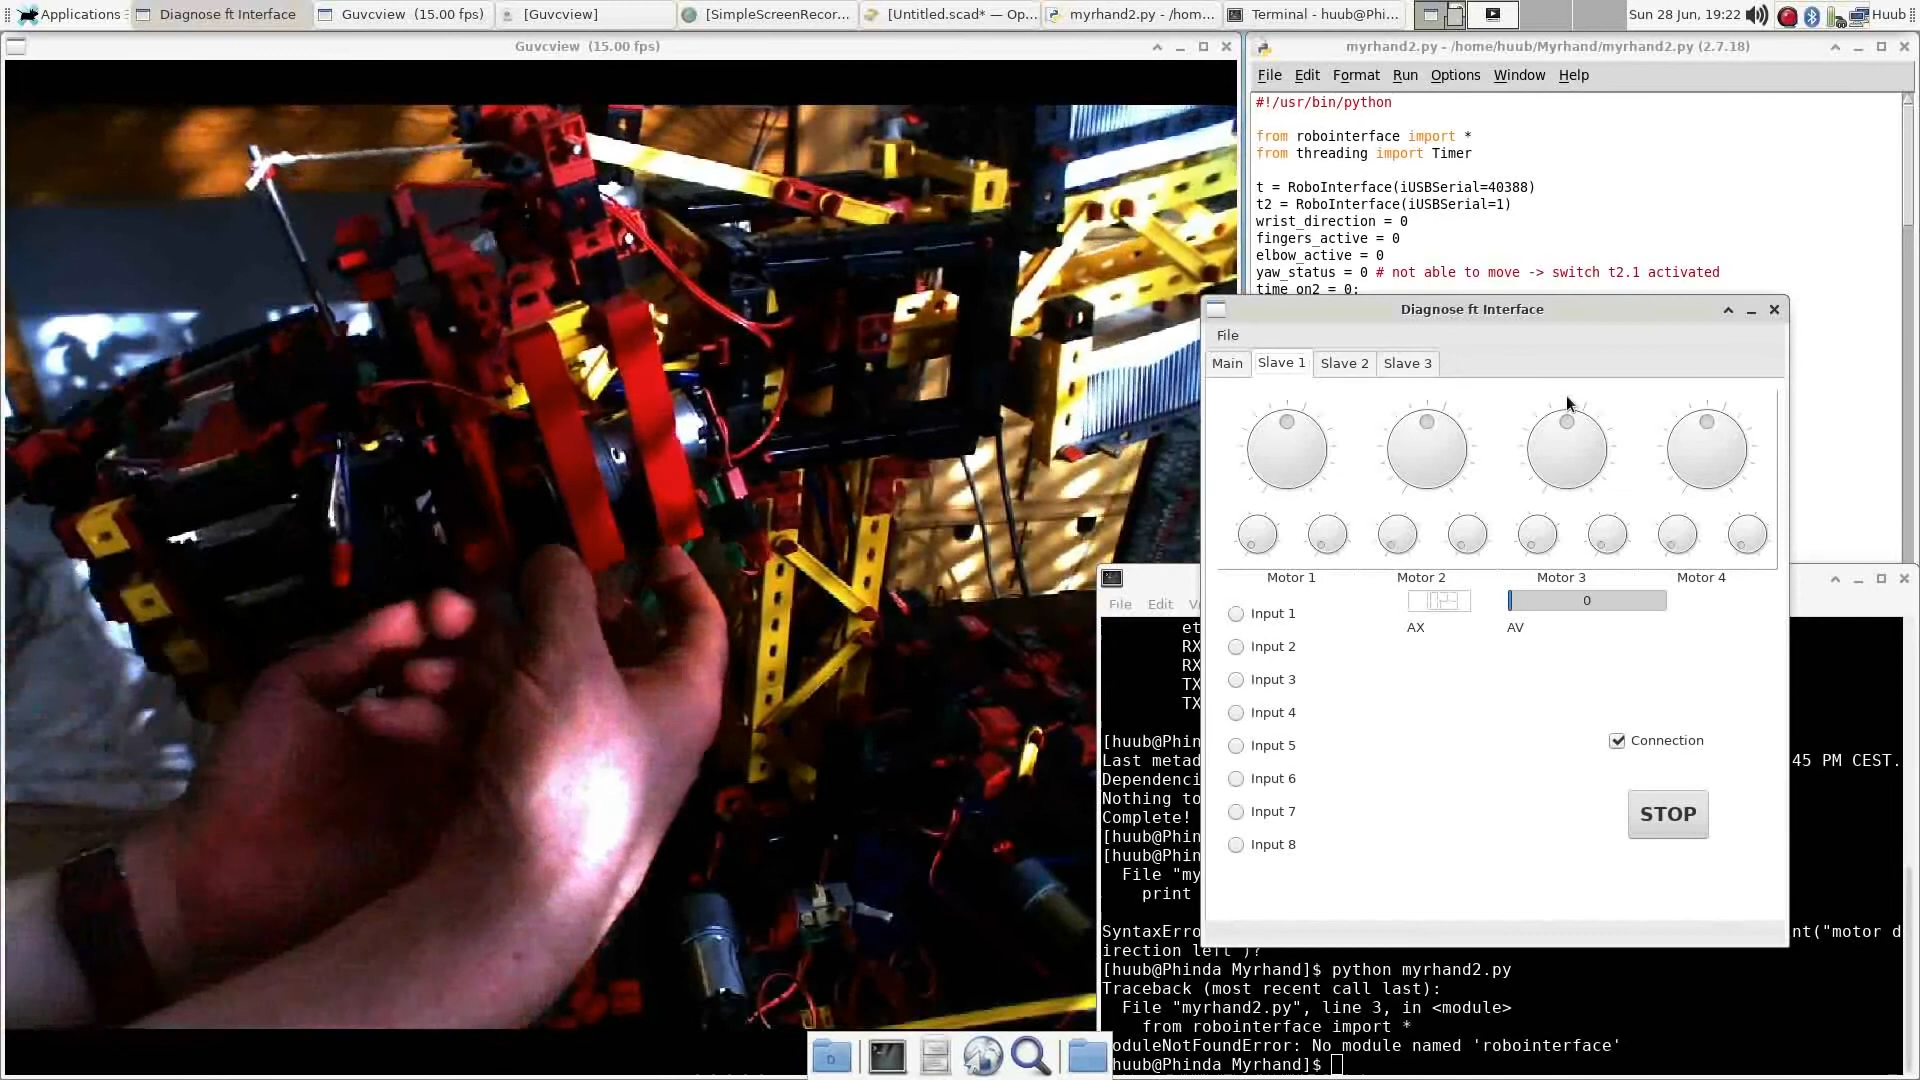 Applications
Diagnose ft Interface
Guvcview (15.00 fps)
[Guvcview]
[SimpleScreenRecor...
[Untitled.scad* — Op...
myrhand2.py - /hom...
Terminal - huub@Phi...
Sun 28 Jun, 19:22
Huub
Guvcview (15.00 fps)
myrhand2.py - /home/huub/Myrhand/myrhand2.py (2.7.18)
File Edit Format Run Options Window Help
#!/usr/bin/python
from robointerface import *
from threading import Timer
t = RoboInterface(iUSBSerial=40388)
t2 = RoboInterface(iUSBSerial=1)
wrist_direction = 0
fingers_active = 0
elbow_active = 0
yaw_status = 0 # not able to move -> switch t2.1 activated
time_on2 = 0;
Diagnose ft Interface
File
Main Slave 1 Slave 2 Slave 3
Motor 1 Motor 2 Motor 3 Motor 4
0
AX AV
Input 1
Input 2
Input 3
Input 4
Input 5
Input 6
Input 7
Input 8
Connection
STOP
File Edit V
et
RX
RX
TX
TX
[huub@Phin
Last metad 45 PM CEST.
Dependenci
Nothing to
Complete!
[huub@Phin
[huub@Phin
File "my
print
SyntaxErro nt("motor d
irection left")?
[huub@Phinda Myrhand]$ python myrhand2.py
Traceback (most recent call last):
File "myrhand2.py", line 3, in <module>
from robointerface import *
oduleNotFoundError: No module named 'robointerface'
huub@Phinda Myrhand]$